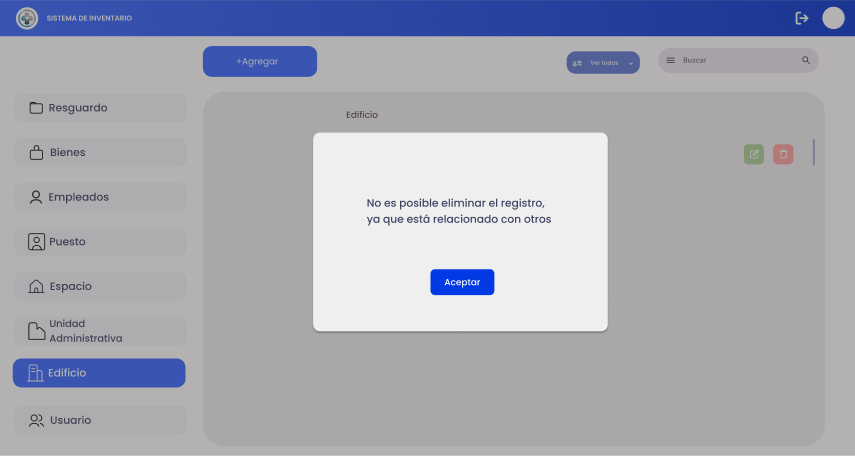 SISTEMA DE INVENTARIO
+Agregar
Ver todos
Buscar
Resguardo
Bienes
Empleados
Puesto
Espacio
Unidad
Administrativa
Edificio
Usuario
Edificio
No es posible eliminar el registro,
ya que está relacionado con otros
Aceptar